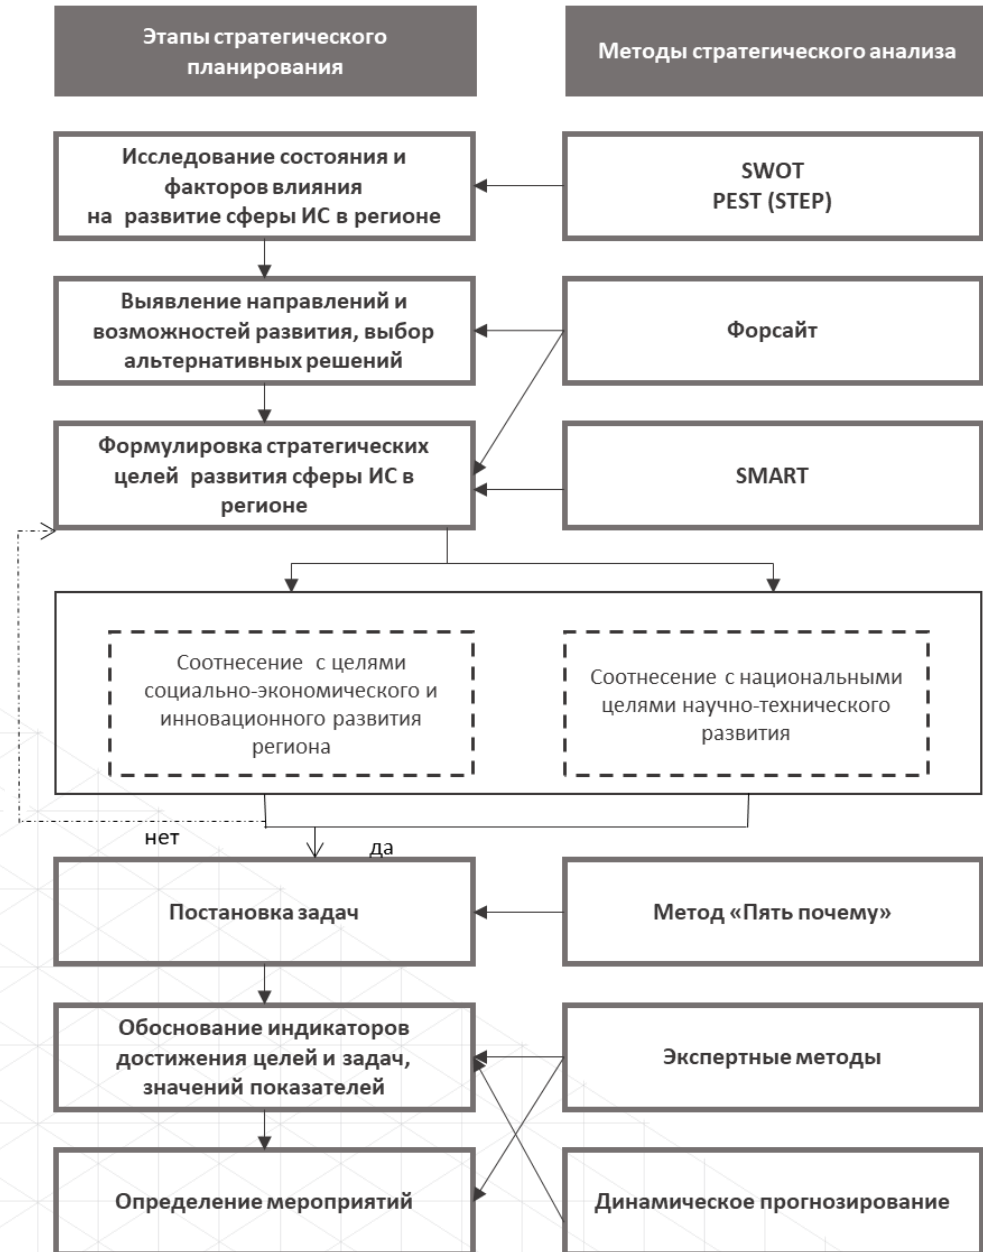 Этапы стратегического
планирования
Методы стратегического анализа
Исследование состояния и
факторов влияния
на развитие сферы ИС в регионе
SWOT
PEST (STEP)
Выявление направлений и
возможностей развития, выбор
альтернативных решений
Форсайт
Формулировка стратегических
целей развития сферы ИС в
регионе
SMART
Соотнесение с целями
социально-экономического и
инновационного развития
региона
Соотнесение с национальными
целями научно-технического
развития
нет
да
Постановка задач
Метод «Пять почему»
Обоснование индикаторов
достижения целей и задач,
значений показателей
Экспертные методы
Определение мероприятий
Динамическое прогнозирование